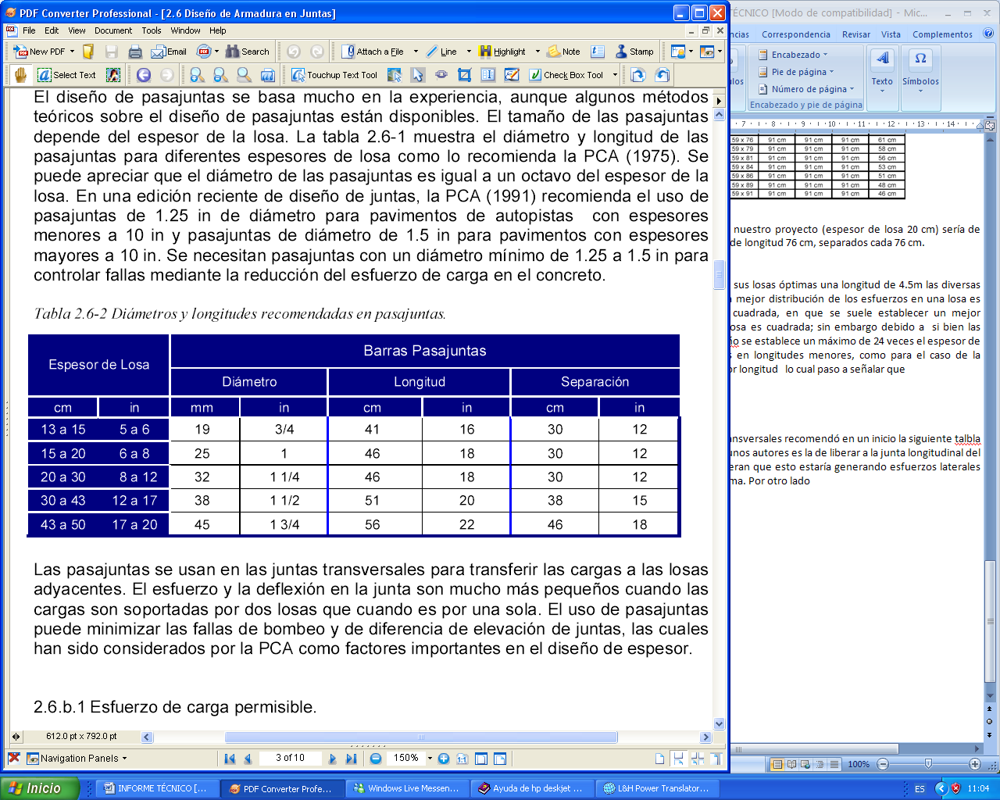 PDF Converter Professional - [2.6 Diseño de Armadura en Juntas]
TÉCNICO [Modo de compatibilidad] - Mic...
File Edit View Document Tools Window Help
New PDF Email Search Attach a File Line Highlight Note Stamp
Select Text Touchup Text Tool Check Box Tool
Correspondencia Revisar Vista Complementos
Encabezado
Pie de página
Número de página
Encabezado y pie de página
Texto
Símbolos
El diseño de pasajuntas se basa mucho en la experiencia, aunque algunos métodos
teóricos sobre el diseño de pasajuntas están disponibles. El tamaño de las pasajuntas
depende del espesor de la losa. La tabla 2.6-1 muestra el diámetro y longitud de las
pasajuntas para diferentes espesores de losa como lo recomienda la PCA (1975). Se
puede apreciar que el diámetro de las pasajuntas es igual a un octavo del espesor de la
losa. En una edición reciente de diseño de juntas, la PCA (1991) recomienda el uso de
pasajuntas de 1.25 in de diámetro para pavimentos de autopistas con espesores
menores a 10 in y pasajuntas de diámetro de 1.5 in para pavimentos con espesores
mayores a 10 in. Se necesitan pasajuntas con un diámetro mínimo de 1.25 a 1.5 in para
controlar fallas mediante la reducción del esfuerzo de carga en el concreto.
Tabla 2.6-2 Diámetros y longitudes recomendadas en pasajuntas.
Espesor de Losa Barras Pasajuntas
Diámetro Longitud Separación
cm in mm in cm in cm in
13 a 15 5 a 6 19 3/4 41 16 30 12
15 a 20 6 a 8 25 1 46 18 30 12
20 a 30 8 a 12 32 1 1/4 46 18 30 12
30 a 43 12 a 17 38 1 1/2 51 20 38 15
43 a 50 17 a 20 45 1 3/4 56 22 46 18
Las pasajuntas se usan en las juntas transversales para transferir las cargas a las losas
adyacentes. El esfuerzo y la deflexión en la junta son mucho más pequeños cuando las
cargas son soportadas por dos losas que cuando es por una sola. El uso de pasajuntas
puede minimizar las fallas de bombeo y de diferencia de elevación de juntas, las cuales
han sido considerados por la PCA como factores importantes en el diseño de espesor.
2.6.b.1 Esfuerzo de carga permisible.
612.0 pt x 792.0 pt
Navigation Panels 3 of 10 150%
7 8 9 10 11 12 13 14
59 x 76 91 cm 91 cm 91 cm 61 cm
59 x 79 91 cm 91 cm 91 cm 58 cm
59 x 81 91 cm 91 cm 91 cm 56 cm
59 x 84 91 cm 91 cm 91 cm 53 cm
59 x 86 91 cm 91 cm 91 cm 51 cm
59 x 89 91 cm 91 cm 91 cm 48 cm
59 x 91 91 cm 91 cm 91 cm 46 cm
nuestro proyecto (espesor de losa 20 cm) sería de
de longitud 76 cm, separados cada 76 cm.
sus losas óptimas una longitud de 4.5m las diversas
mejor distribución de los esfuerzos en una losa es
cuadrada, en que se suele establecer un mejor
losa es cuadrada; sin embargo debido a si bien las
se establece un máximo de 24 veces el espesor de
en longitudes menores, como para el caso de la
longitud lo cual paso a señalar que
ansversales recomendó en un inicio la siguiente talbla
unos autores es la de liberar a la junta longitudinal del
eran que esto estaría generando esfuerzos laterales
ma. Por otro lado
100%
Inicio INFORME TÉCNICO [... PDF Converter Profe... Windows Live Messen... Ayuda de hp deskjet ... L&H Power Translator... ES 11:04